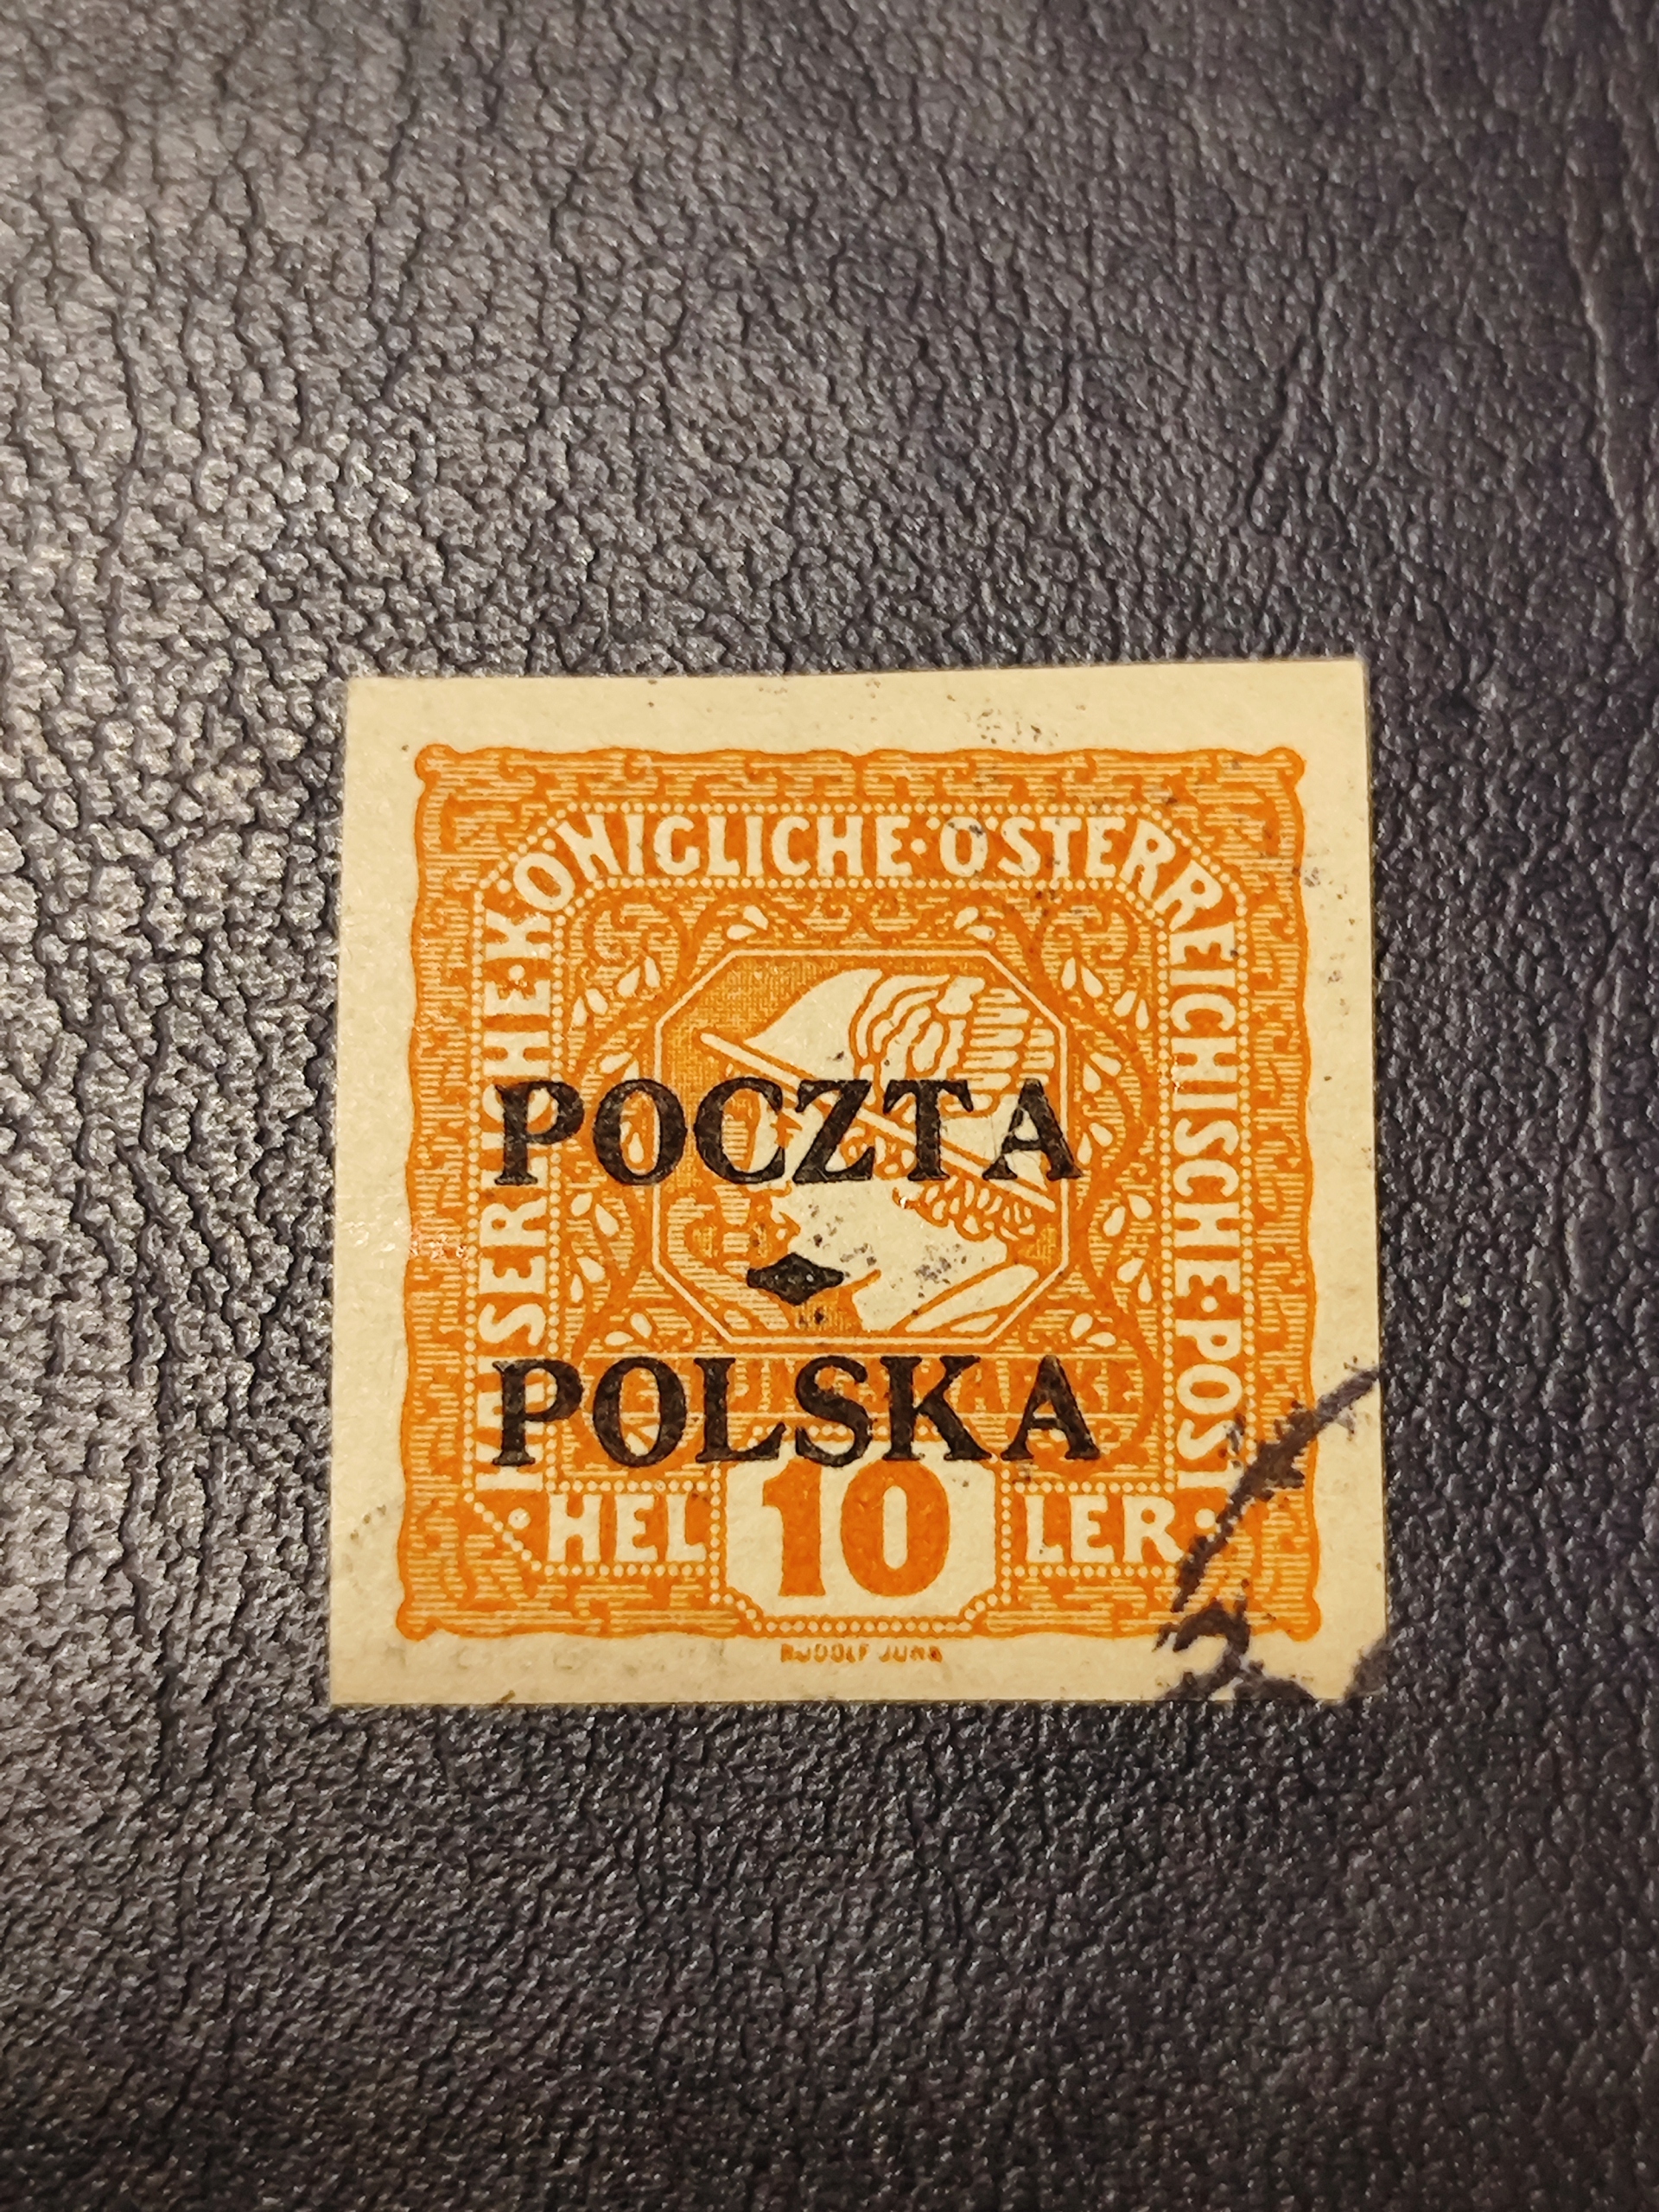 KAISERLICHE·KÖNIGLICHE·ÖSTERREICHISCHE·POST
POCZTA
POLSKA
·HEL 10 LER·
RUDOLF JUNK